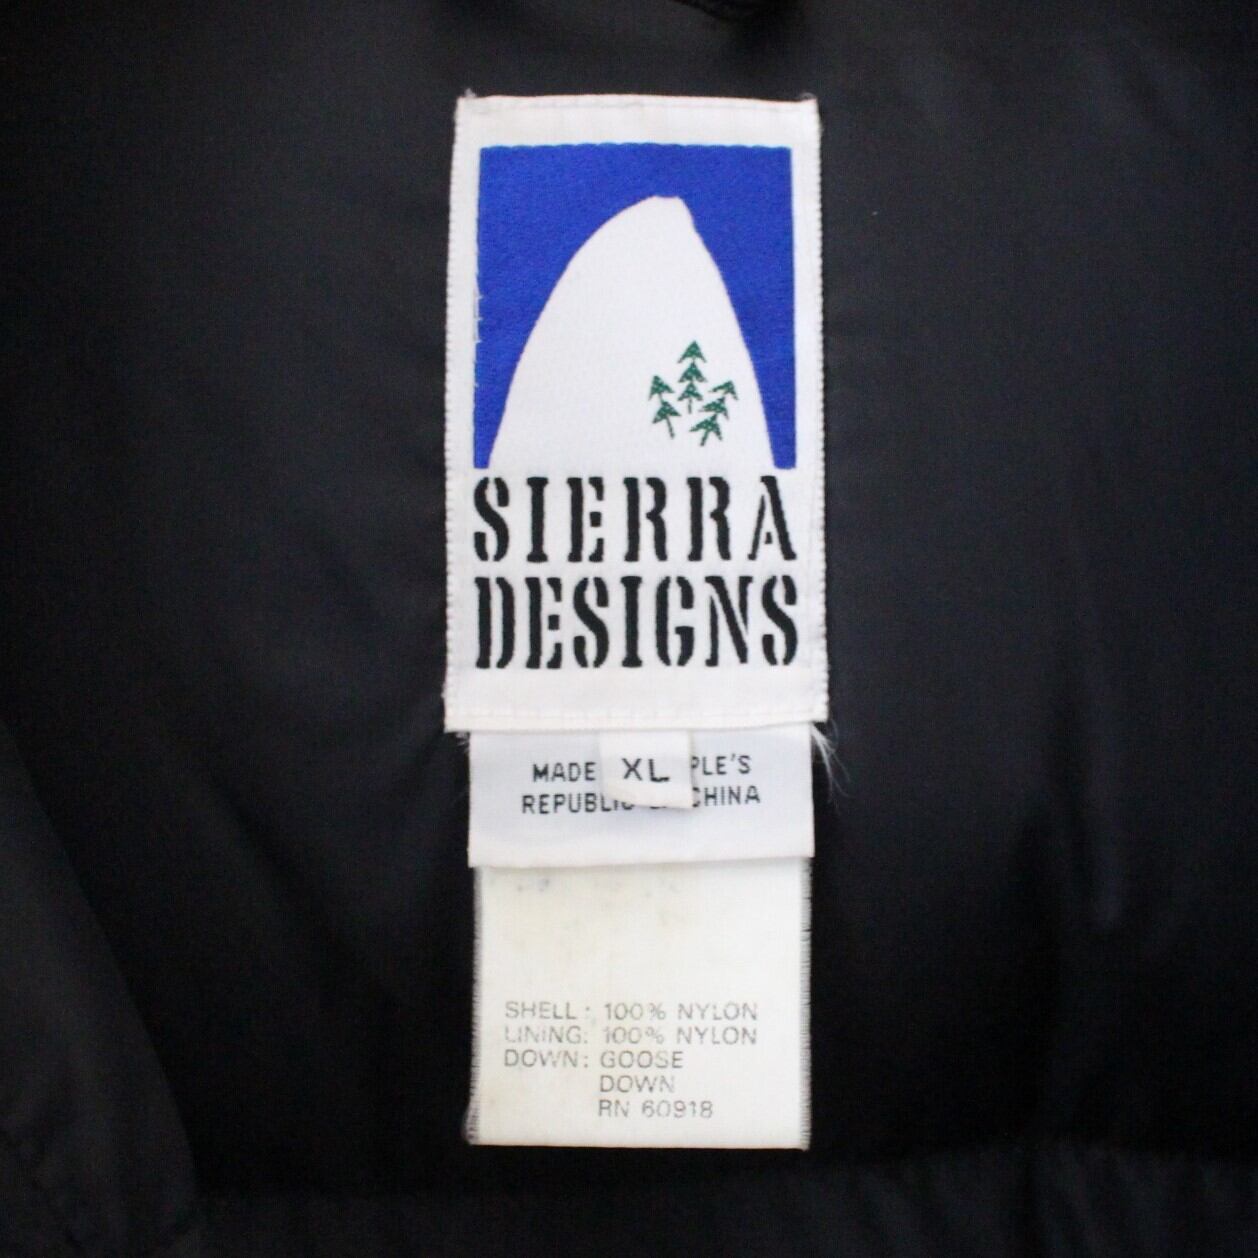 SIERRA
DESIGNS
MADE XL PLE'S
REPUBLIC CHINA
SHELL: 100% NYLON
LINING: 100% NYLON
DOWN: GOOSE
DOWN
RN 60918